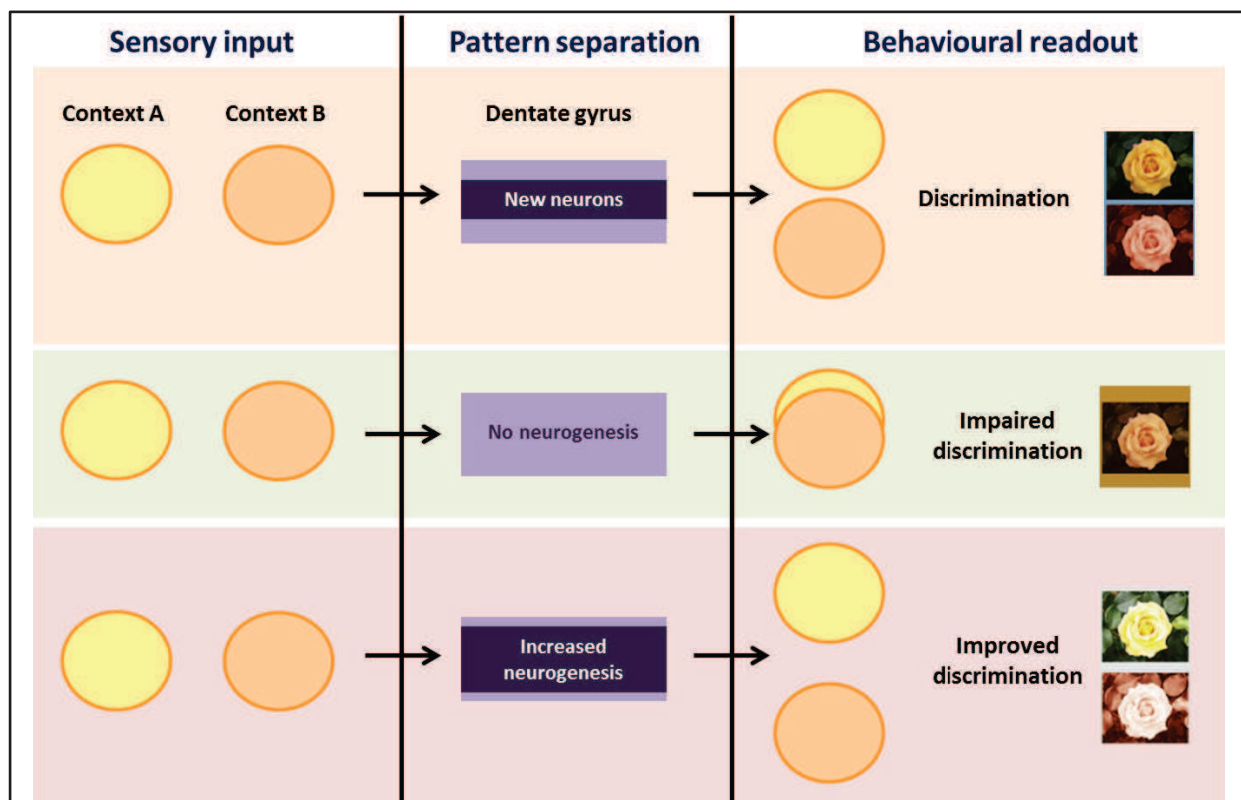 Sensory input
Pattern separation
Behavioural readout
Context A
Context B
Dentate gyrus
New neurons
Discrimination
No neurogenesis
Impaired
discrimination
Increased
neurogenesis
Improved
discrimination